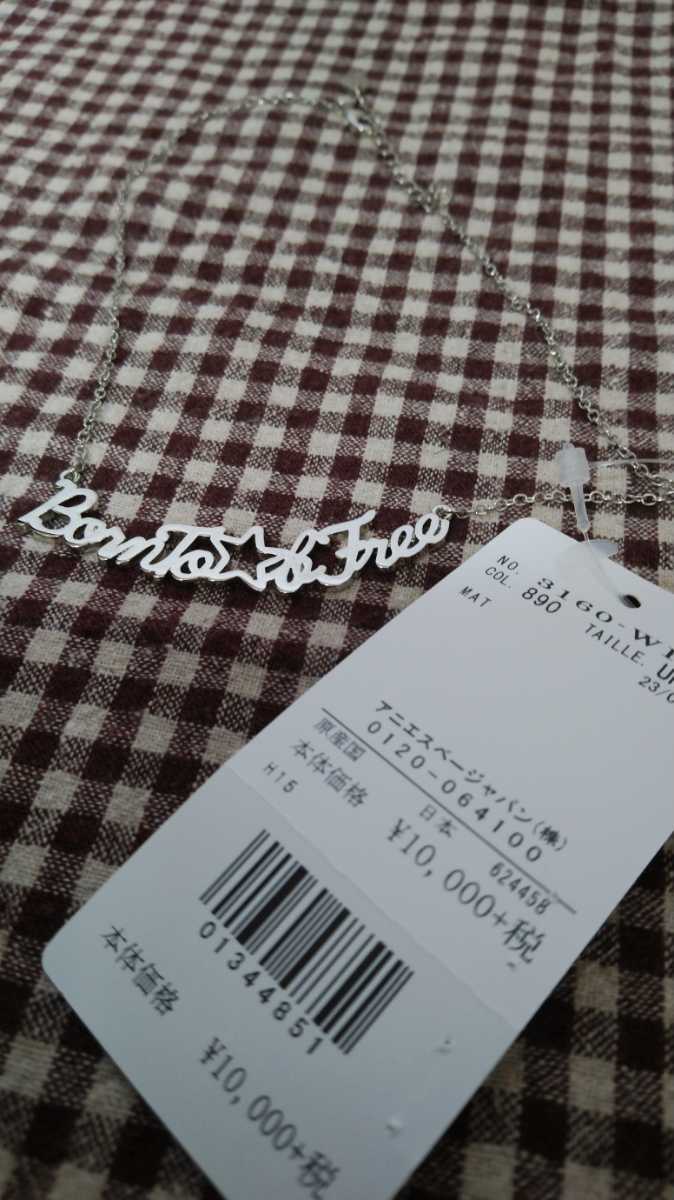 Born To b Free
NO. 3160-W
COL. 890 TAILLE.
MAT 23/0
アニエスベージャパン(株)
0120-064100
原産国 日本 624458
本体価格 ¥10,000+税
H15
01344851
本体価格
¥10,000+税